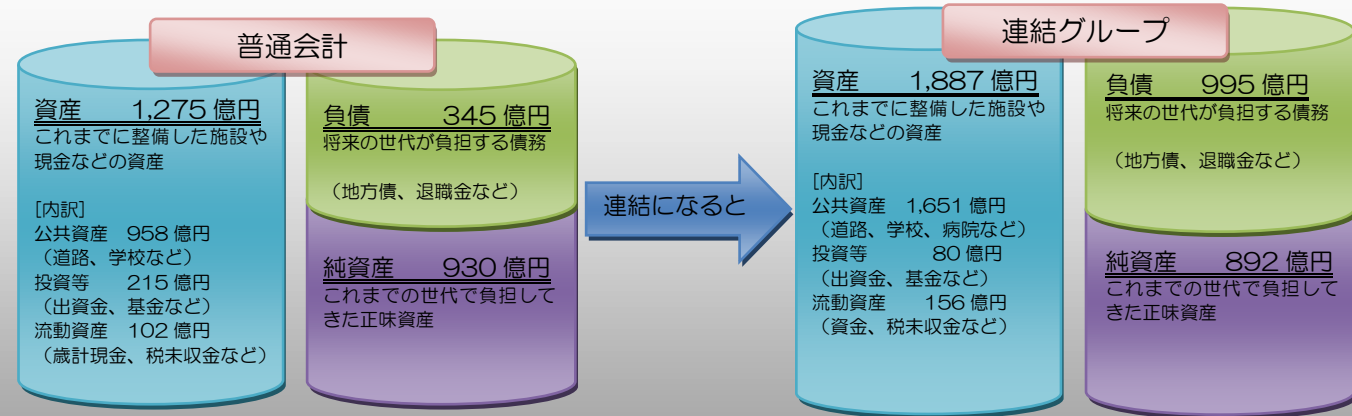 普通会計
資産　1,275 億円
これまでに整備した施設や
現金などの資産
[内訳]
公共資産　958 億円
（道路、学校など）
投資等　215 億円
（出資金、基金など）
流動資産　102 億円
（歳計現金、税未収金など）
負債　345 億円
将来の世代が負担する債務
（地方債、退職金など）
純資産　930 億円
これまでの世代で負担して
きた正味資産
連結になると
連結グループ
資産　1,887 億円
これまでに整備した施設や
現金などの資産
[内訳]
公共資産　1,651 億円
（道路、学校、病院など）
投資等　80 億円
（出資金、基金など）
流動資産　156 億円
（資金、税未収金など）
負債　995 億円
将来の世代が負担する債務
（地方債、退職金など）
純資産　892 億円
これまでの世代で負担して
きた正味資産